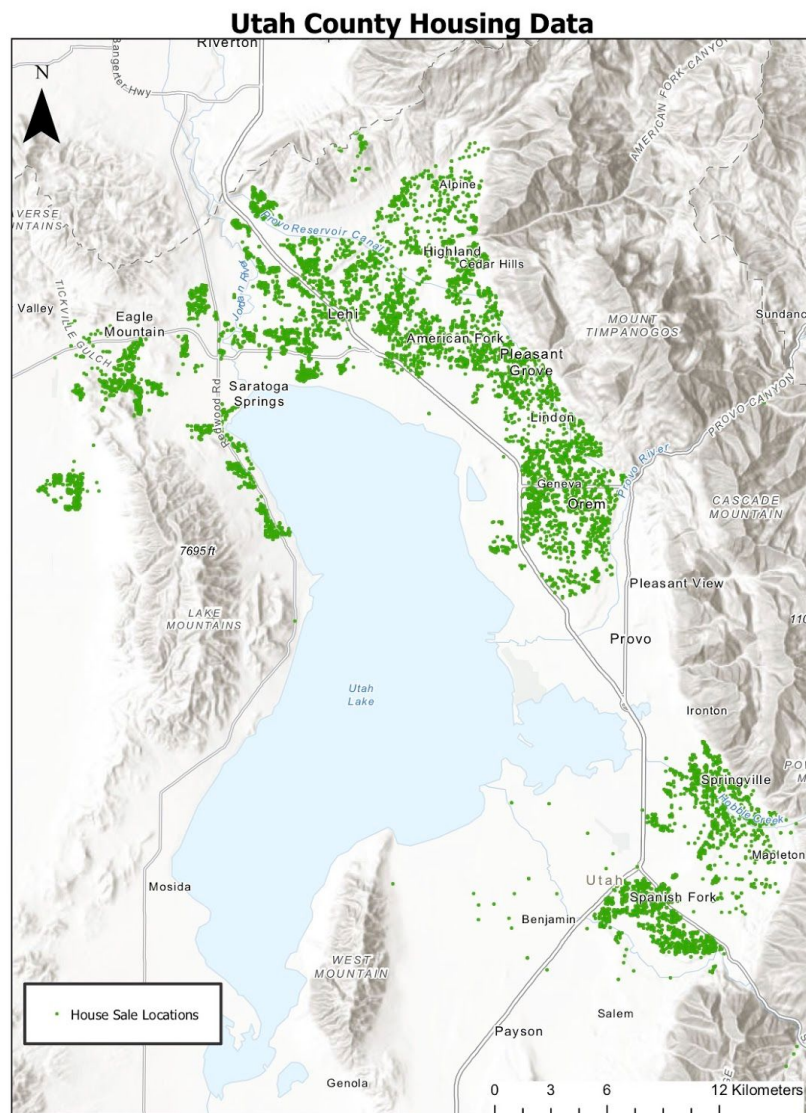 Utah County Housing Data
Riverton
Bangerter Hwy
AMERICAN FORK CANYON
N
Alpine
Provo Reservoir Canal
Highland
Cedar Hills
Jordan River
TICKVILLE GULCH
Valley
Eagle
Mountain
Lehi
American Fork
MOUNT
TIMPANOGOS
Pleasant
Grove
Saratoga
Springs
Redwood Rd
Lindon
PROVO CANYON
Provo River
Geneva
Orem
CASCADE
MOUNTAIN
7695 ft
Pleasant View
LAKE
MOUNTAINS
Provo
Utah
Lake
Ironton
Springville
Hobble Creek
Mapleton
Mosida
Utah
Spanish Fork
Benjamin
WEST
MOUNTAIN
House Sale Locations
Salem
Payson
Genola
0 3 6 12 Kilometers